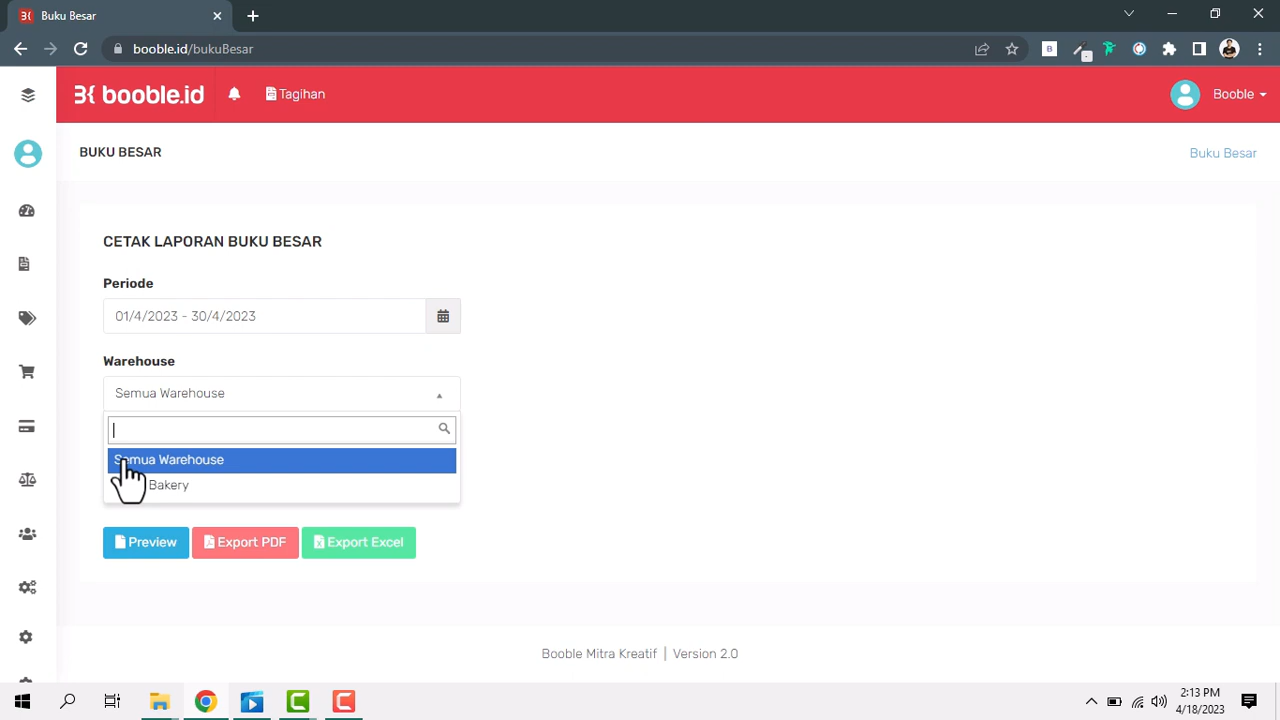 Buku Besar
booble.id/bukuBesar
booble.id
Tagihan
Booble
BUKU BESAR
Buku Besar
CETAK LAPORAN BUKU BESAR
Periode
01/4/2023 - 30/4/2023
Warehouse
Semua Warehouse
Semua Warehouse
Bakery
Preview
Export PDF
Export Excel
Booble Mitra Kreatif | Version 2.0
2:13 PM
4/18/2023